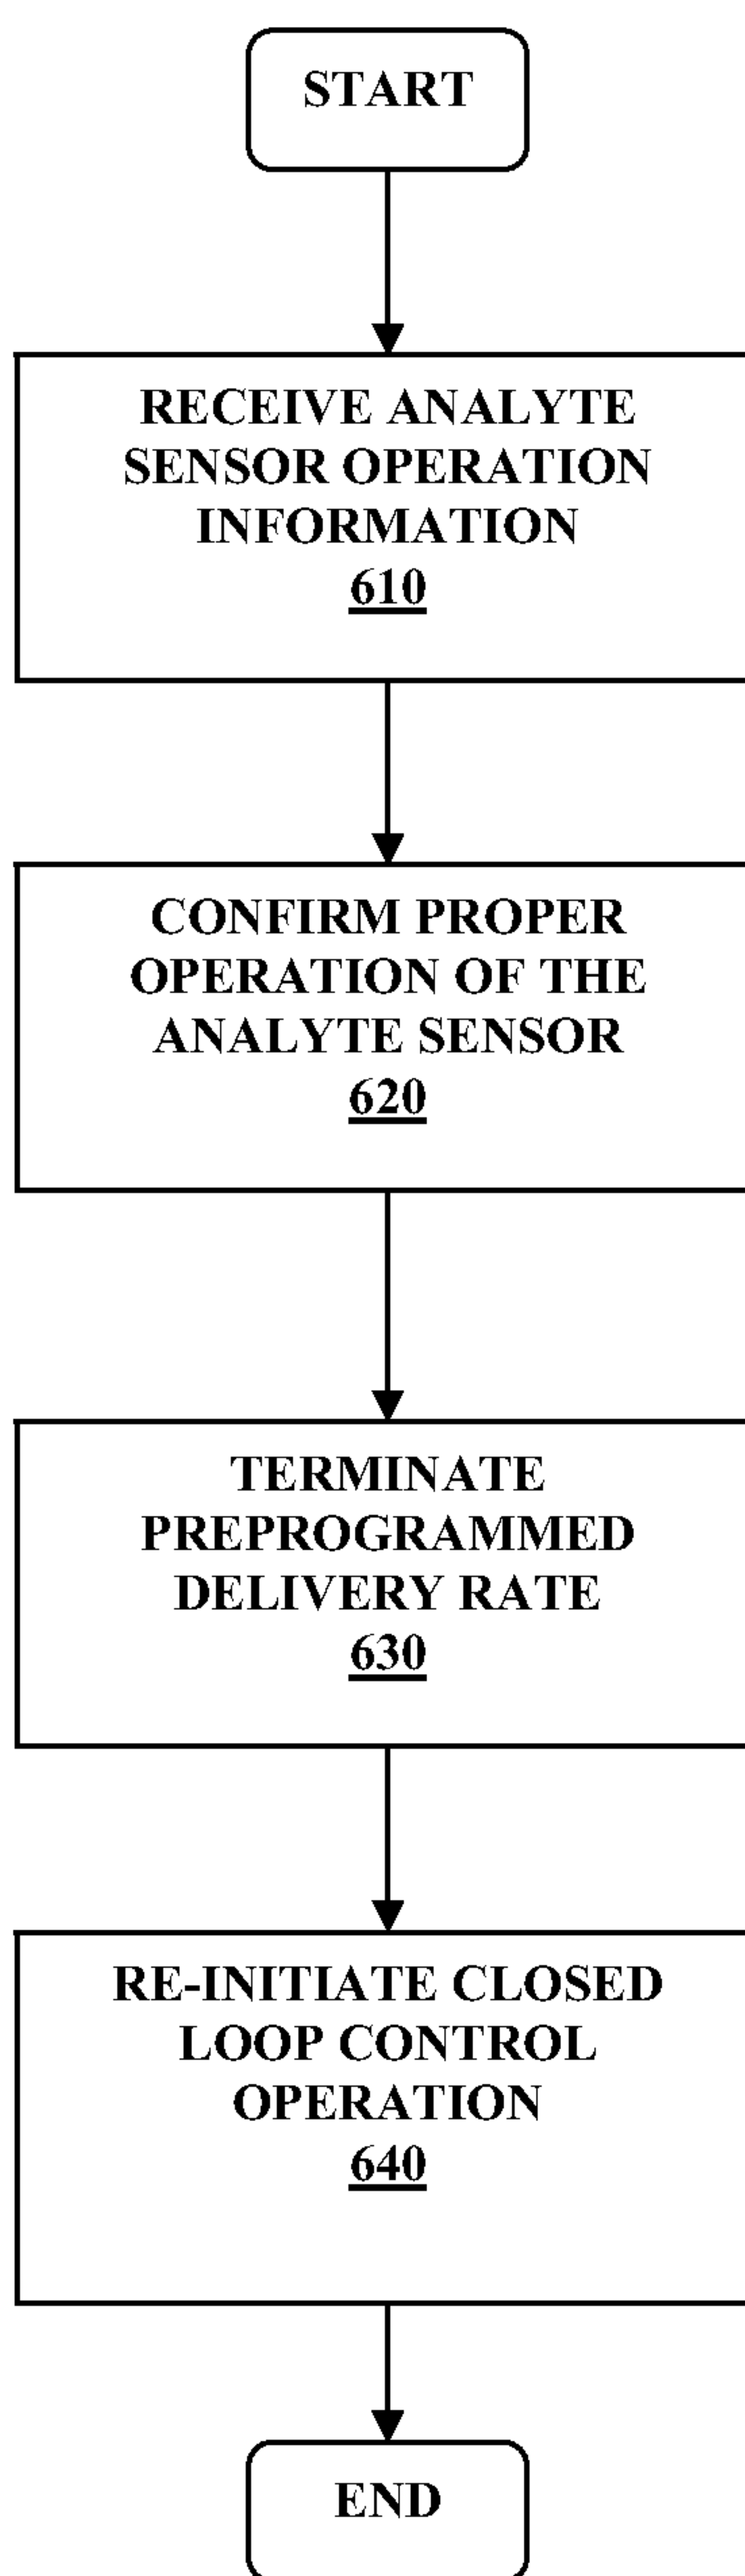 START
RECEIVE ANALYTE
SENSOR OPERATION
INFORMATION
610
CONFIRM PROPER
OPERATION OF THE
ANALYTE SENSOR
620
TERMINATE
PREPROGRAMMED
DELIVERY RATE
630
RE-INITIATE CLOSED
LOOP CONTROL
OPERATION
640
END